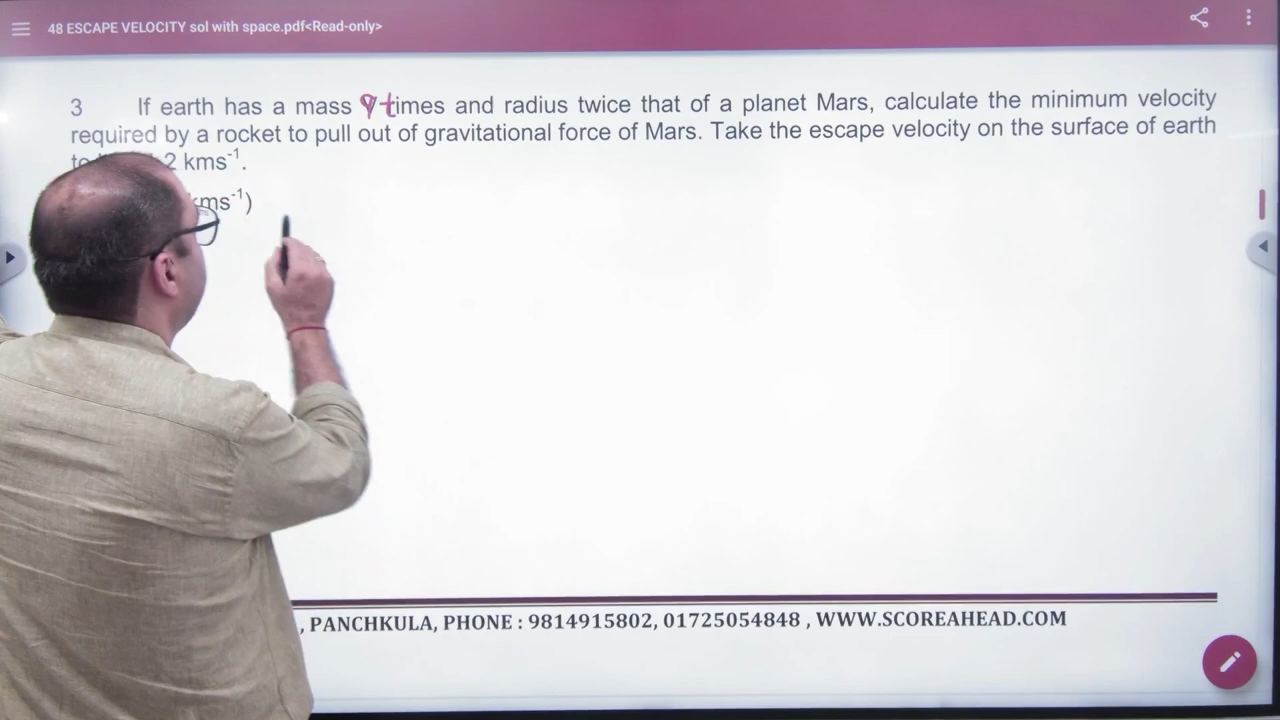 48 ESCAPE VELOCITY sol with space.pdf<Read-only>
3 If earth has a mass 9 times and radius twice that of a planet Mars, calculate the minimum velocity
required by a rocket to pull out of gravitational force of Mars. Take the escape velocity on the surface of earth
2 kms⁻¹.
kms⁻¹)
, PANCHKULA, PHONE : 9814915802, 01725054848 , WWW.SCOREAHEAD.COM